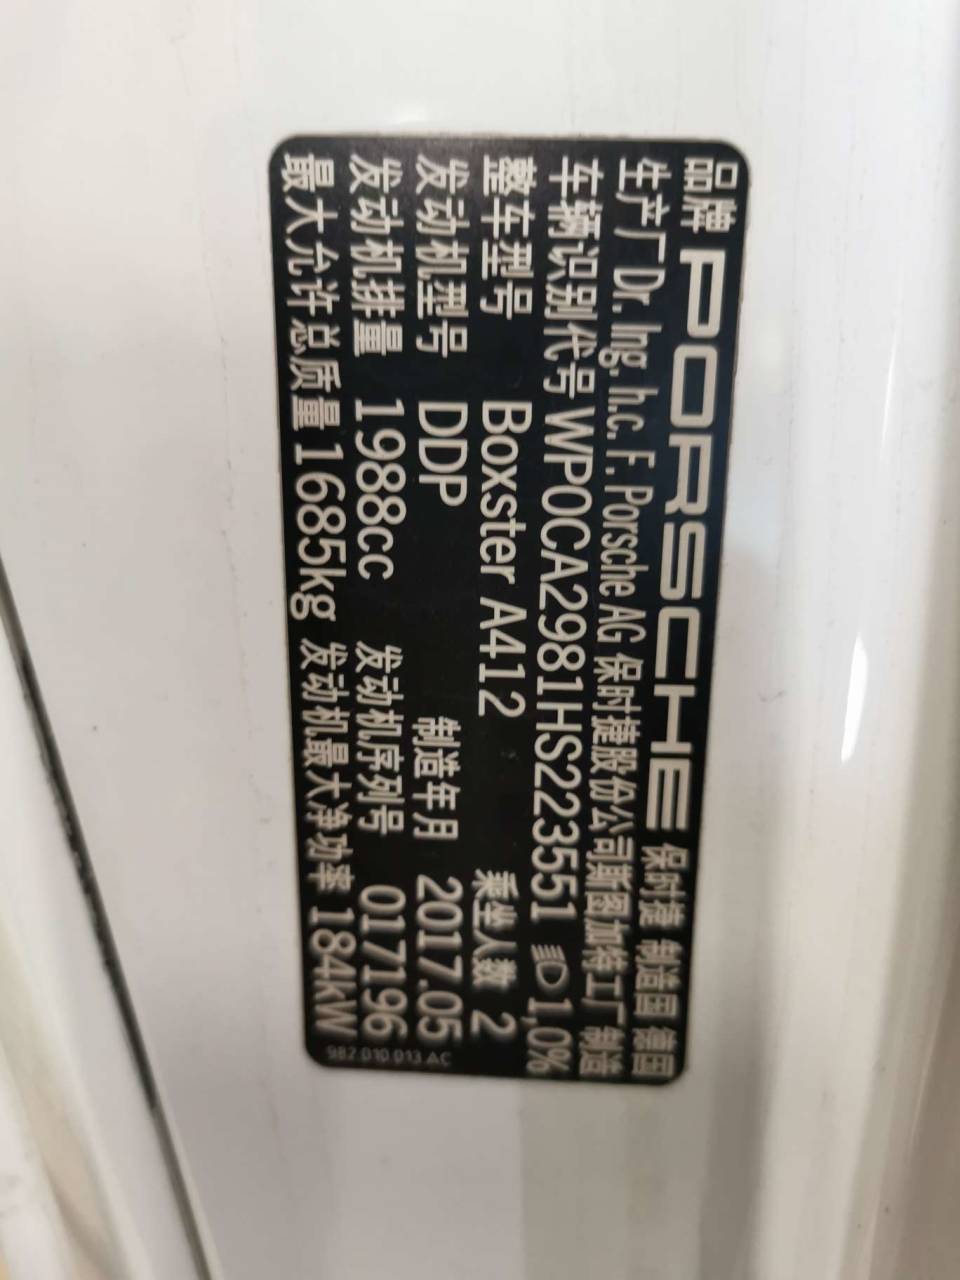 品牌 PORSCHE 保时捷 制造国 德国
生产厂 Dr. Ing. h.c. F. Porsche AG 保时捷股份公司斯图加特工厂制造
车辆识别代号 WP0CA2981HS223551 1,0%
整车型号 Boxster A412 乘坐人数 2
发动机型号 DDP 制造年月 2017.05
发动机排量 1988cc 发动机序列号 017196
最大允许总质量 1685kg 发动机最大净功率 184kW
982.010.013.AC